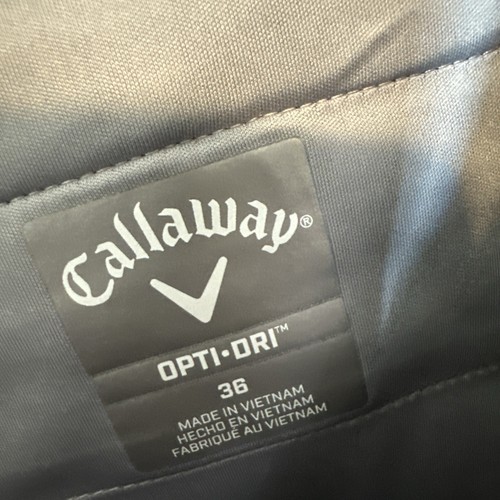 Callaway®
OPTI•DRI™
36
MADE IN VIETNAM
HECHO EN VIETNAM
FABRIQUÉ AU VIETNAM